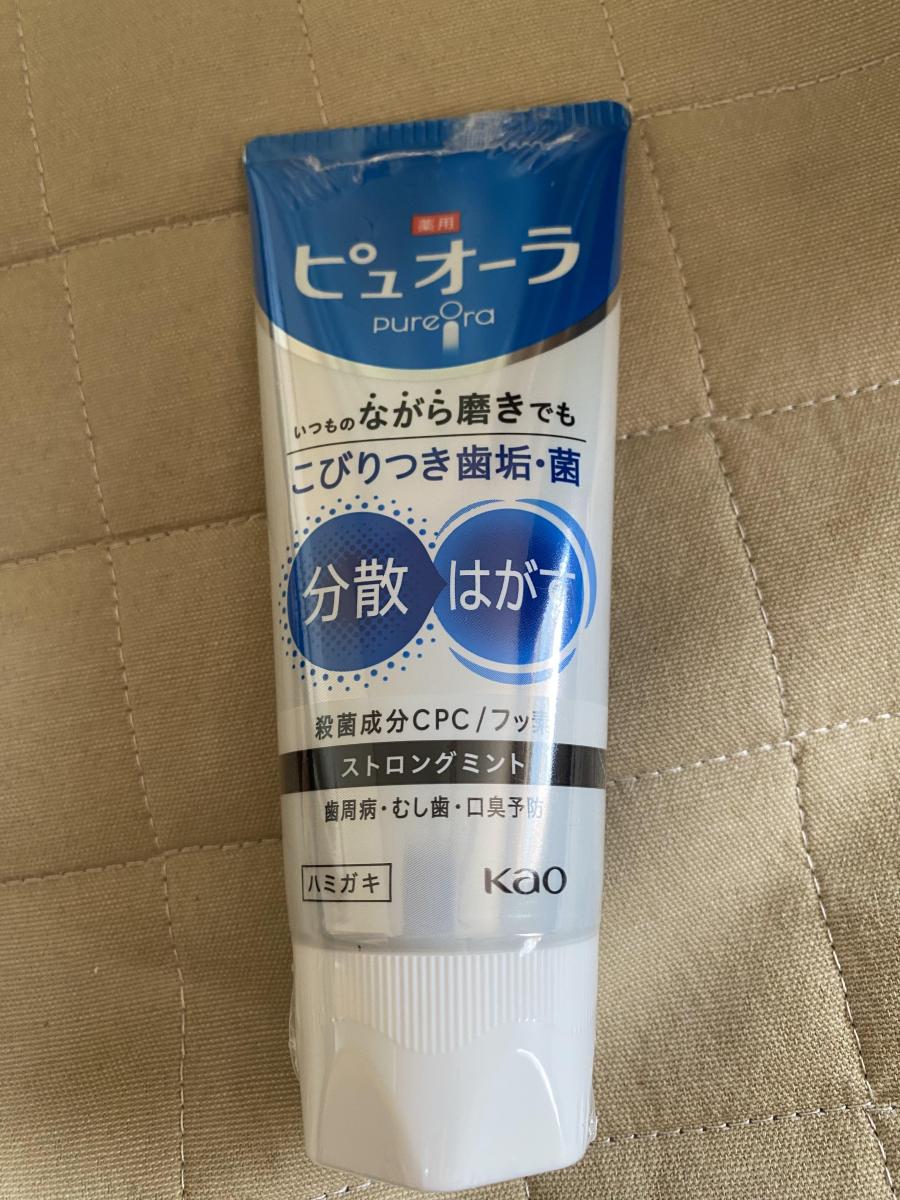 薬用
ピュオーラ
pureora
いつものながら磨きでも
こびりつき歯垢・菌
分散 はがす
殺菌成分CPC/フッ素
ストロングミント
歯周病・むし歯・口臭予防
ハミガキ Kao